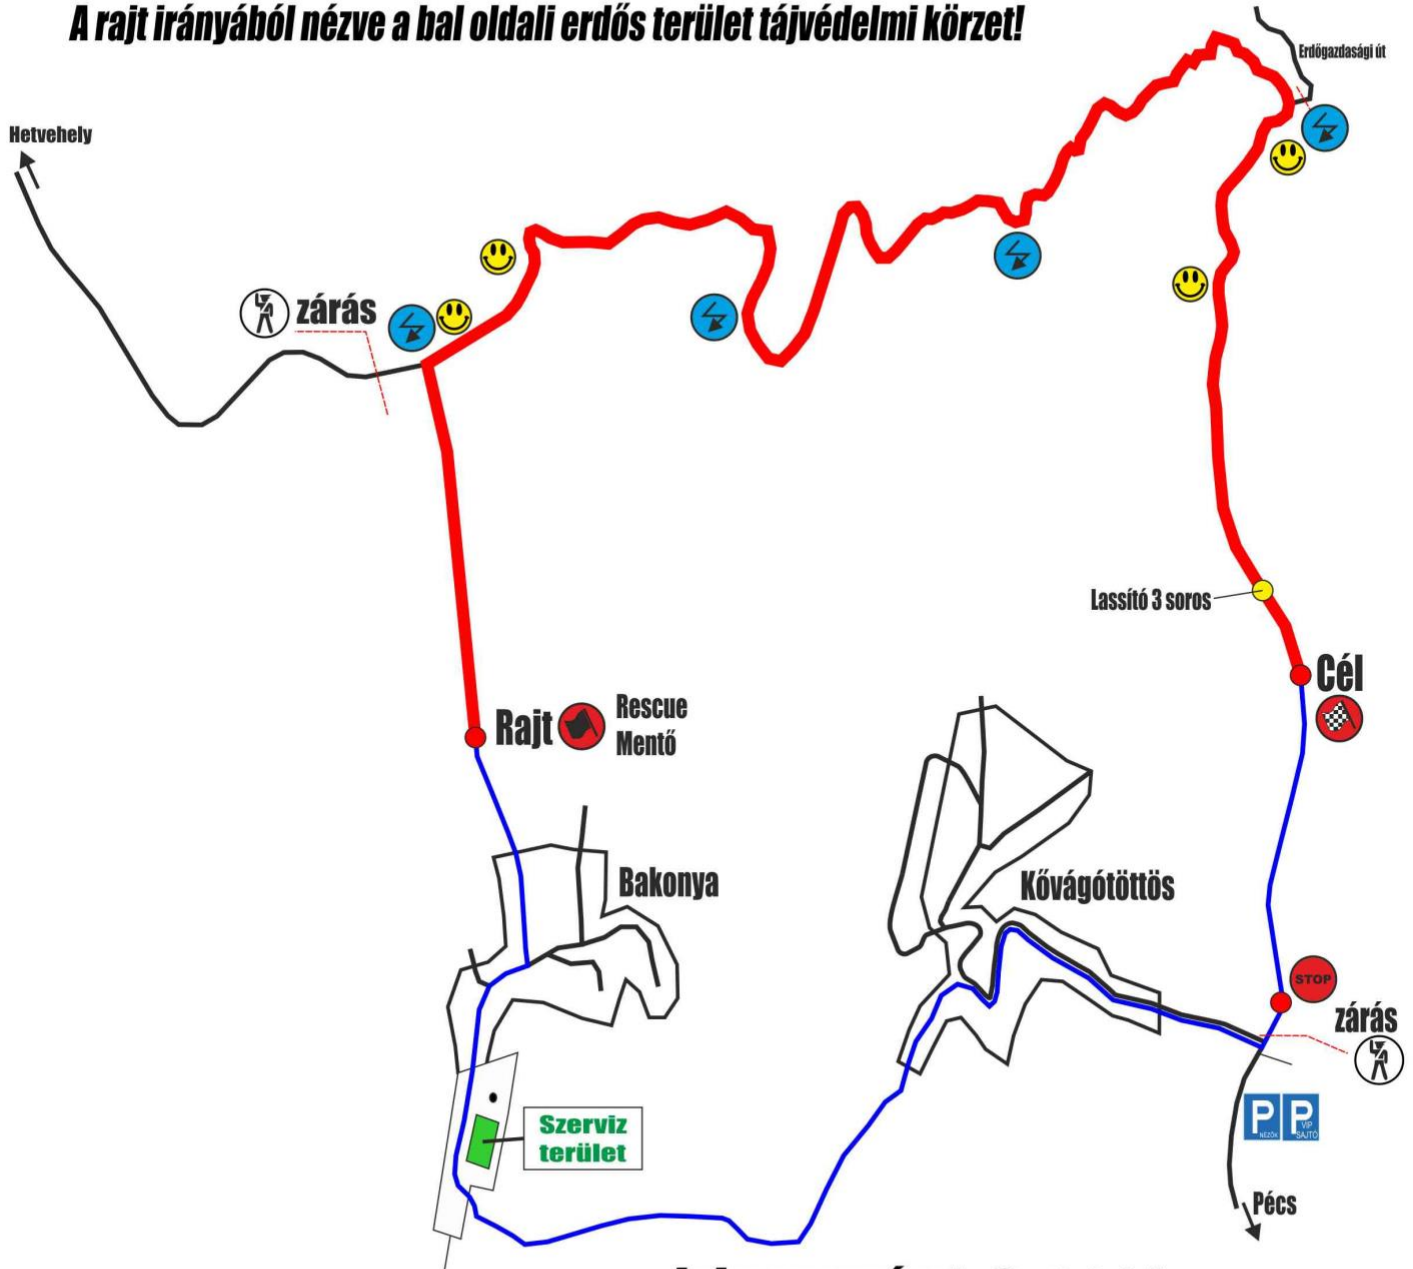 A rajt irányából nézve a bal oldali erdős terület tájvédelmi körzet!
Erdőgazdasági út
Hetvehely
zárás
Lassító 3 soros
Cél
Rajt
Rescue
Mentő
Bakonya
Kővágótöttös
STOP
zárás
P
NÉZŐK
P
VIP
SAJTÓ
Szerviz
terület
Pécs